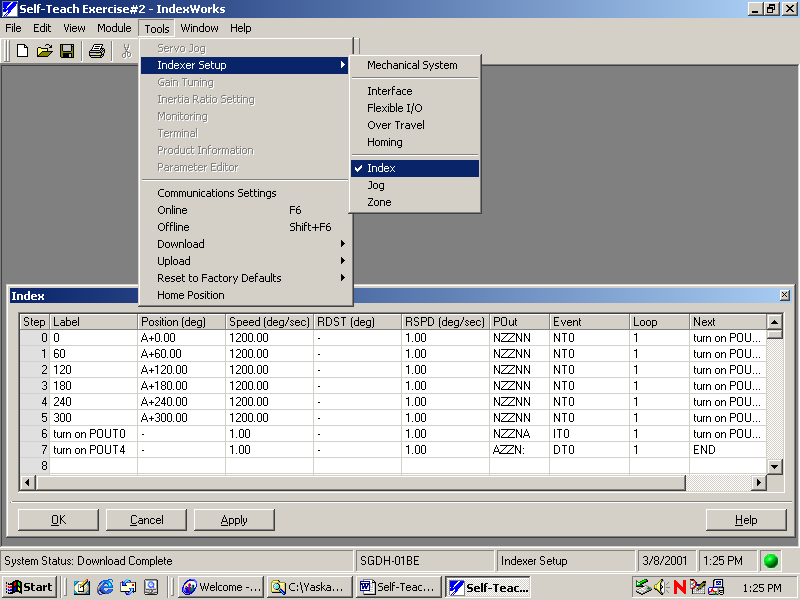 Self-Teach Exercise#2 - IndexWorks
File Edit View Module Tools Window Help
Servo Jog
Indexer Setup
Gain Tuning
Inertia Ratio Setting
Monitoring
Terminal
Product Information
Parameter Editor
Communications Settings
Online F6
Offline Shift+F6
Download
Upload
Reset to Factory Defaults
Home Position
Mechanical System
Interface
Flexible I/O
Over Travel
Homing
Index
Jog
Zone
Index
Step Label Position (deg) Speed (deg/sec) RDST (deg) RSPD (deg/sec) POut Event Loop Next
0 0 A+0.00 1200.00 - 1.00 NZZNN NT0 1 turn on POU...
1 60 A+60.00 1200.00 - 1.00 NZZNN NT0 1 turn on POU...
2 120 A+120.00 1200.00 - 1.00 NZZNN NT0 1 turn on POU...
3 180 A+180.00 1200.00 - 1.00 NZZNN NT0 1 turn on POU...
4 240 A+240.00 1200.00 - 1.00 NZZNN NT0 1 turn on POU...
5 300 A+300.00 1200.00 - 1.00 NZZNN NT0 1 turn on POU...
6 turn on POUT0 - 1.00 - 1.00 NZZNA IT0 1 turn on POU...
7 turn on POUT4 - 1.00 - 1.00 AZZN: DT0 1 END
8
OK Cancel Apply Help
System Status: Download Complete SGDH-01BE Indexer Setup 3/8/2001 1:25 PM
Start Welcome -... C:\Yaska... Self-Teac... Self-Teac... 1:25 PM